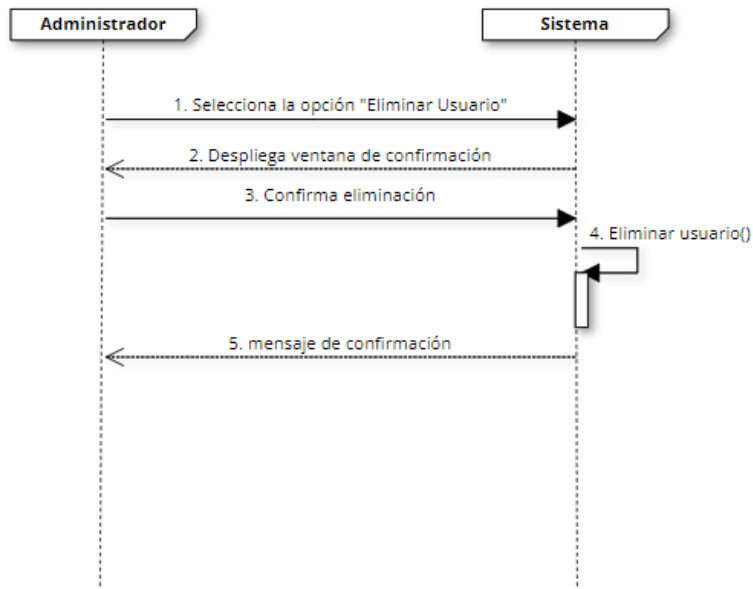 Administrador
Sistema
1. Selecciona la opción "Eliminar Usuario"
2. Despliega ventana de confirmación
3. Confirma eliminación
4. Eliminar usuario()
5. mensaje de confirmación